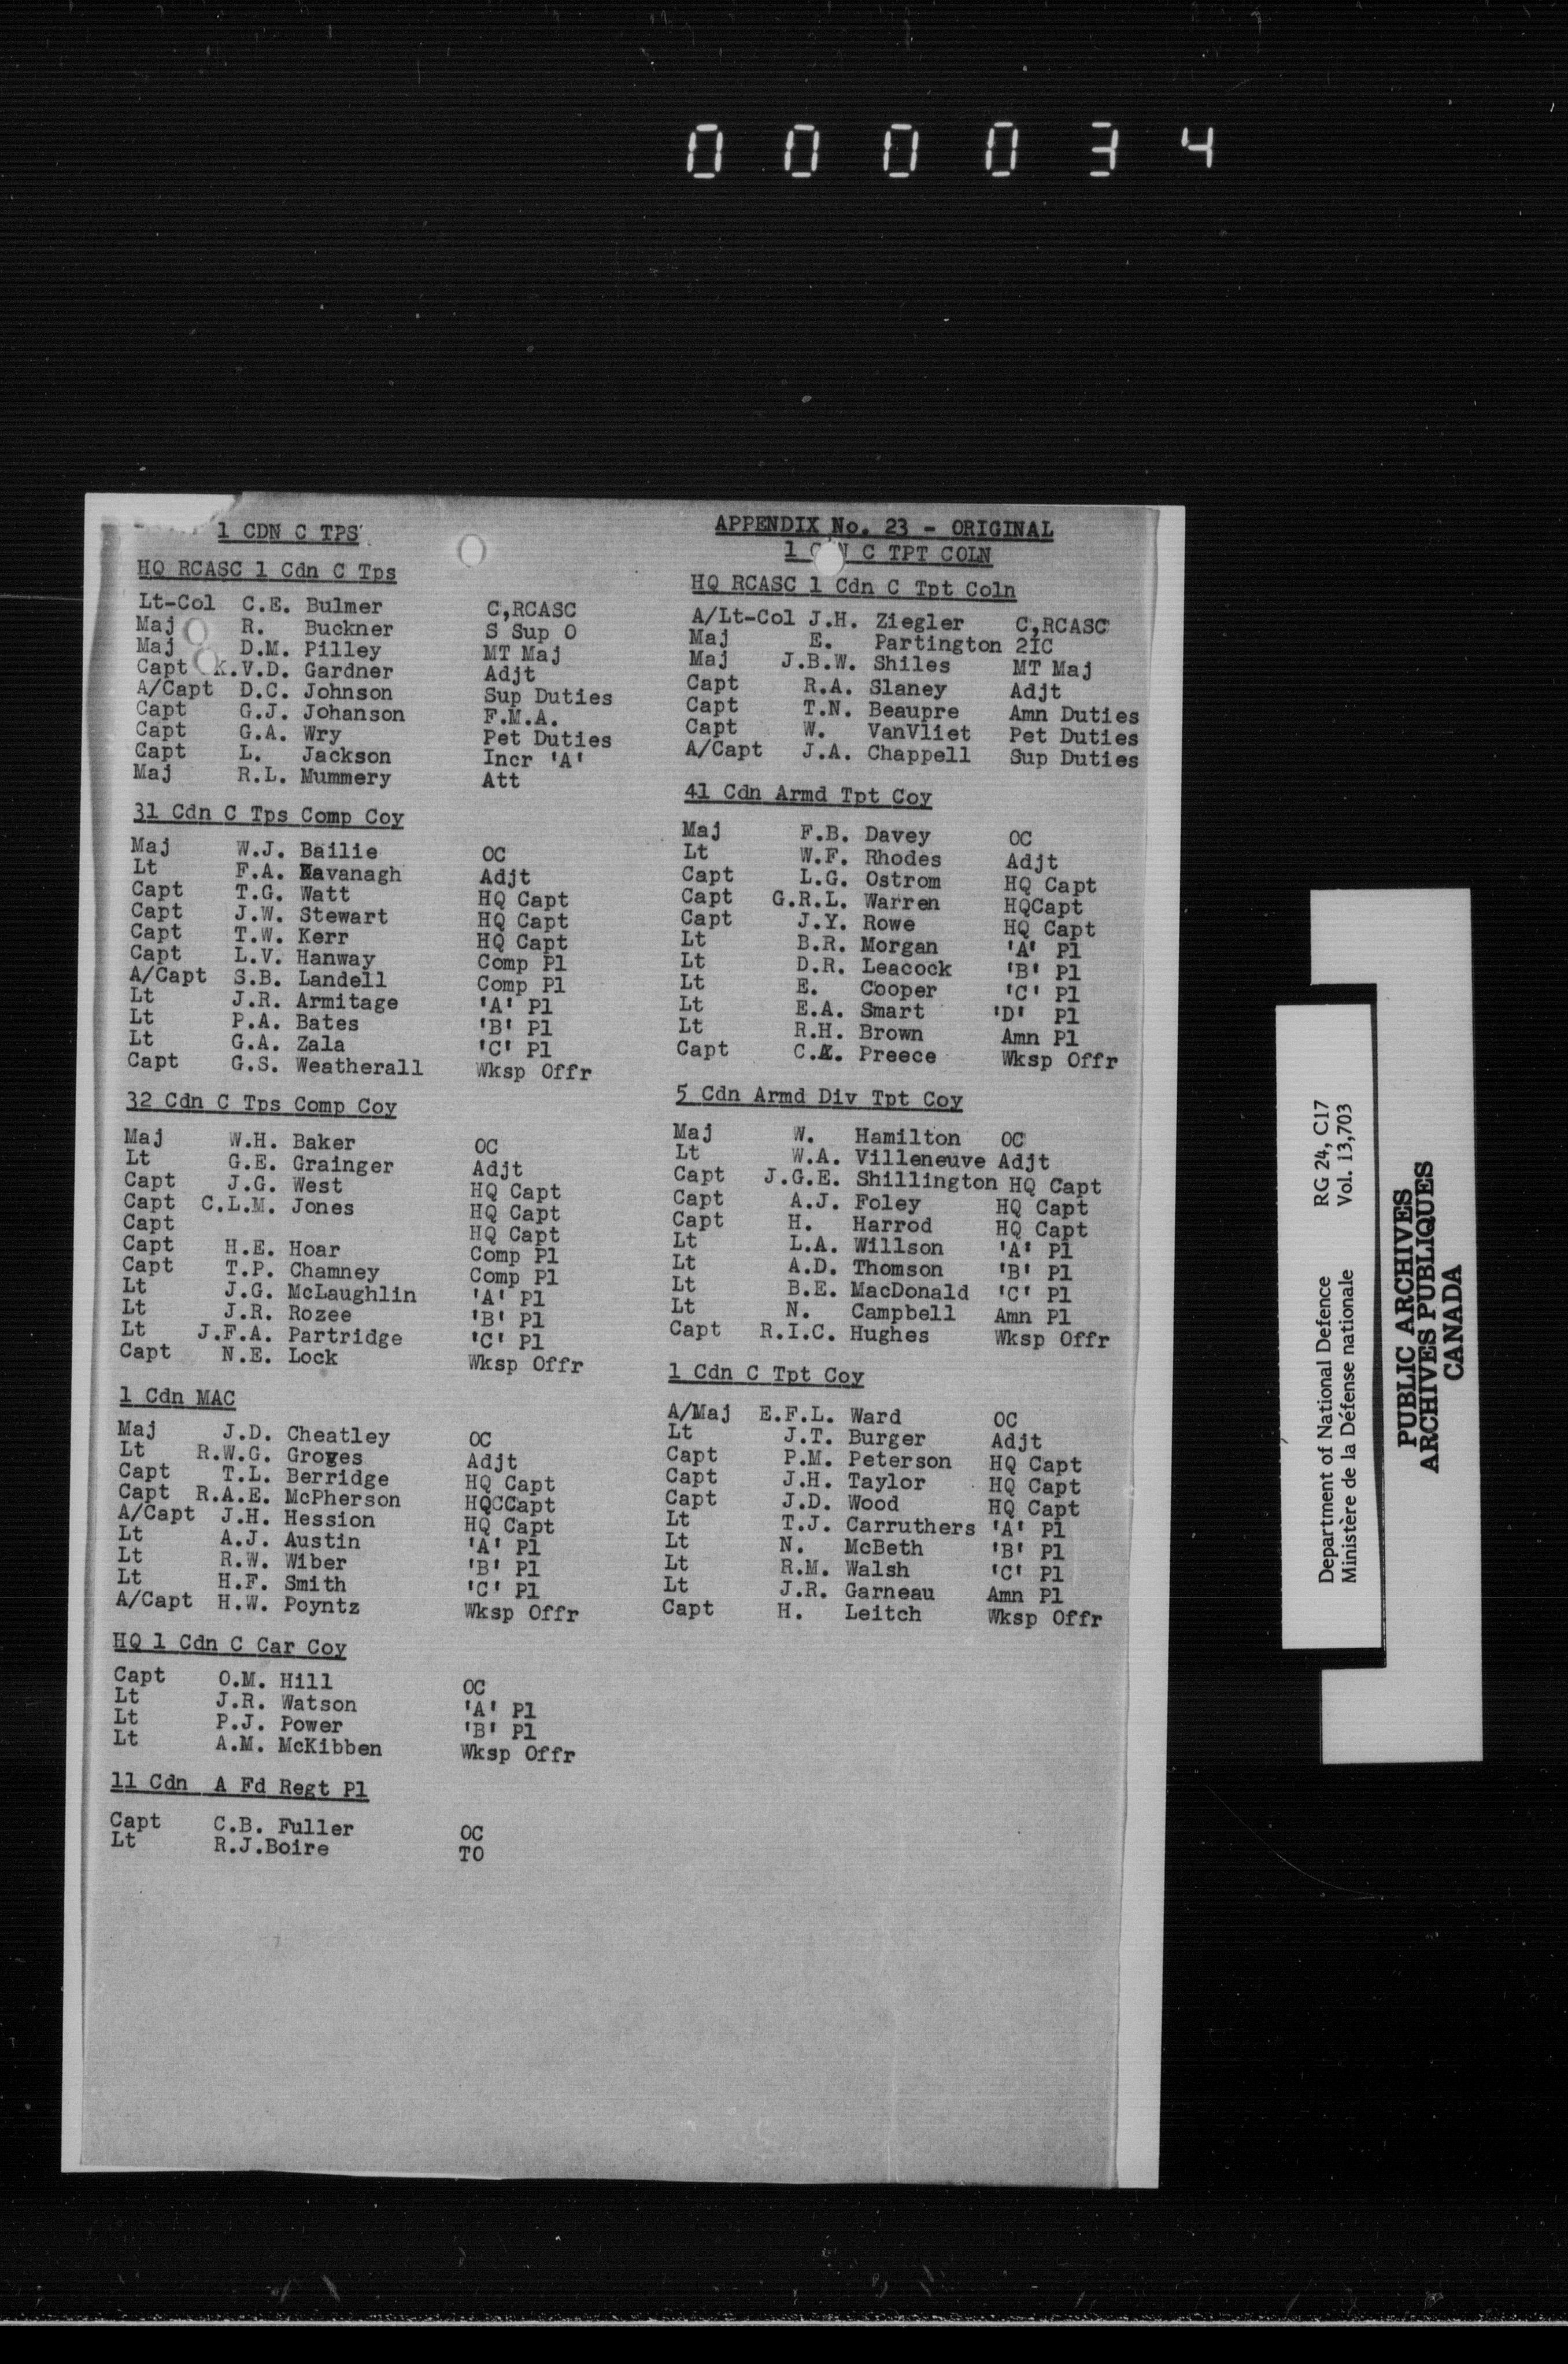 000034
1 CDN C TPS
HQ RCASC 1 Cdn C Tps
Lt-Col C.E. Bulmer C,RCASC
Maj R. Buckner S Sup O
Maj D.M. Pilley MT Maj
Capt K.V.D. Gardner Adjt
A/Capt D.C. Johnson Sup Duties
Capt G.J. Johanson F.M.A.
Capt G.A. Wry Pet Duties
Capt L. Jackson Incr 'A'
Maj R.L. Mummery Att
31 Cdn C Tps Comp Coy
Maj W.J. Bailie OC
Lt F.A. Kavanagh Adjt
Capt T.G. Watt HQ Capt
Capt J.W. Stewart HQ Capt
Capt T.W. Kerr HQ Capt
Capt L.V. Hanway Comp Pl
A/Capt S.B. Landell Comp Pl
Lt J.R. Armitage 'A' Pl
Lt P.A. Bates 'B' Pl
Lt G.A. Zala 'C' Pl
Capt G.S. Weatherall Wksp Offr
32 Cdn C Tps Comp Coy
Maj W.H. Baker OC
Lt G.E. Grainger Adjt
Capt J.G. West HQ Capt
Capt C.L.M. Jones HQ Capt
Capt HQ Capt
Capt H.E. Hoar Comp Pl
Capt T.P. Chamney Comp Pl
Lt J.G. McLaughlin 'A' Pl
Lt J.R. Rozee 'B' Pl
Lt J.F.A. Partridge 'C' Pl
Capt N.E. Lock Wksp Offr
1 Cdn MAC
Maj J.D. Cheatley OC
Lt R.W.G. Groves Adjt
Capt T.L. Berridge HQ Capt
Capt R.A.E. McPherson HQCCapt
A/Capt J.H. Hession HQ Capt
Lt A.J. Austin 'A' Pl
Lt R.W. Wiber 'B' Pl
Lt H.F. Smith 'C' Pl
A/Capt H.W. Poyntz Wksp Offr
HQ 1 Cdn C Car Coy
Capt O.M. Hill OC
Lt J.R. Watson 'A' Pl
Lt P.J. Power 'B' Pl
Lt A.M. McKibben Wksp Offr
11 Cdn A Fd Regt Pl
Capt C.B. Fuller OC
Lt R.J.Boire TO
APPENDIX No. 23 - ORIGINAL
1 C N C TPT COLN
HQ RCASC 1 Cdn C Tpt Coln
A/Lt-Col J.H. Ziegler C,RCASC
Maj E. Partington 2IC
Maj J.B.W. Shiles MT Maj
Capt R.A. Slaney Adjt
Capt T.N. Beaupre Amn Duties
Capt W. VanVliet Pet Duties
A/Capt J.A. Chappell Sup Duties
41 Cdn Armd Tpt Coy
Maj F.B. Davey OC
Lt W.F. Rhodes Adjt
Capt L.G. Ostrom HQ Capt
Capt G.R.L. Warren HQCapt
Capt J.Y. Rowe HQ Capt
Lt B.R. Morgan 'A' Pl
Lt D.R. Leacock 'B' Pl
Lt E. Cooper 'C' Pl
Lt E.A. Smart 'D' Pl
Lt R.H. Brown Amn Pl
Capt Preece Wksp Offr
5 Cdn Armd Div Tpt Coy
Maj W. Hamilton OC
Lt W.A. Villeneuve Adjt
Capt J.G.E. Shillington HQ Capt
Capt A.J. Foley HQ Capt
Capt H. Harrod HQ Capt
Lt L.A. Willson 'A' Pl
Lt A.D. Thomson 'B' Pl
Lt B.E. MacDonald 'C' Pl
Lt N. Campbell Amn Pl
Capt R.I.C. Hughes Wksp Offr
1 Cdn C Tpt Coy
A/Maj E.F.L. Ward OC
Lt J.T. Burger Adjt
Capt P.M. Peterson HQ Capt
Capt J.H. Taylor HQ Capt
Capt J.D. Wood HQ Capt
Lt T.J. Carruthers 'A' Pl
Lt N. McBeth 'B' Pl
Lt R.M. Walsh 'C' Pl
Lt J.R. Garneau Amn Pl
Capt H. Leitch Wksp Offr
Department of National Defence RG 24, C17
Ministère de la Défense nationale Vol. 13,703
PUBLIC ARCHIVES
ARCHIVES PUBLIQUES
CANADA